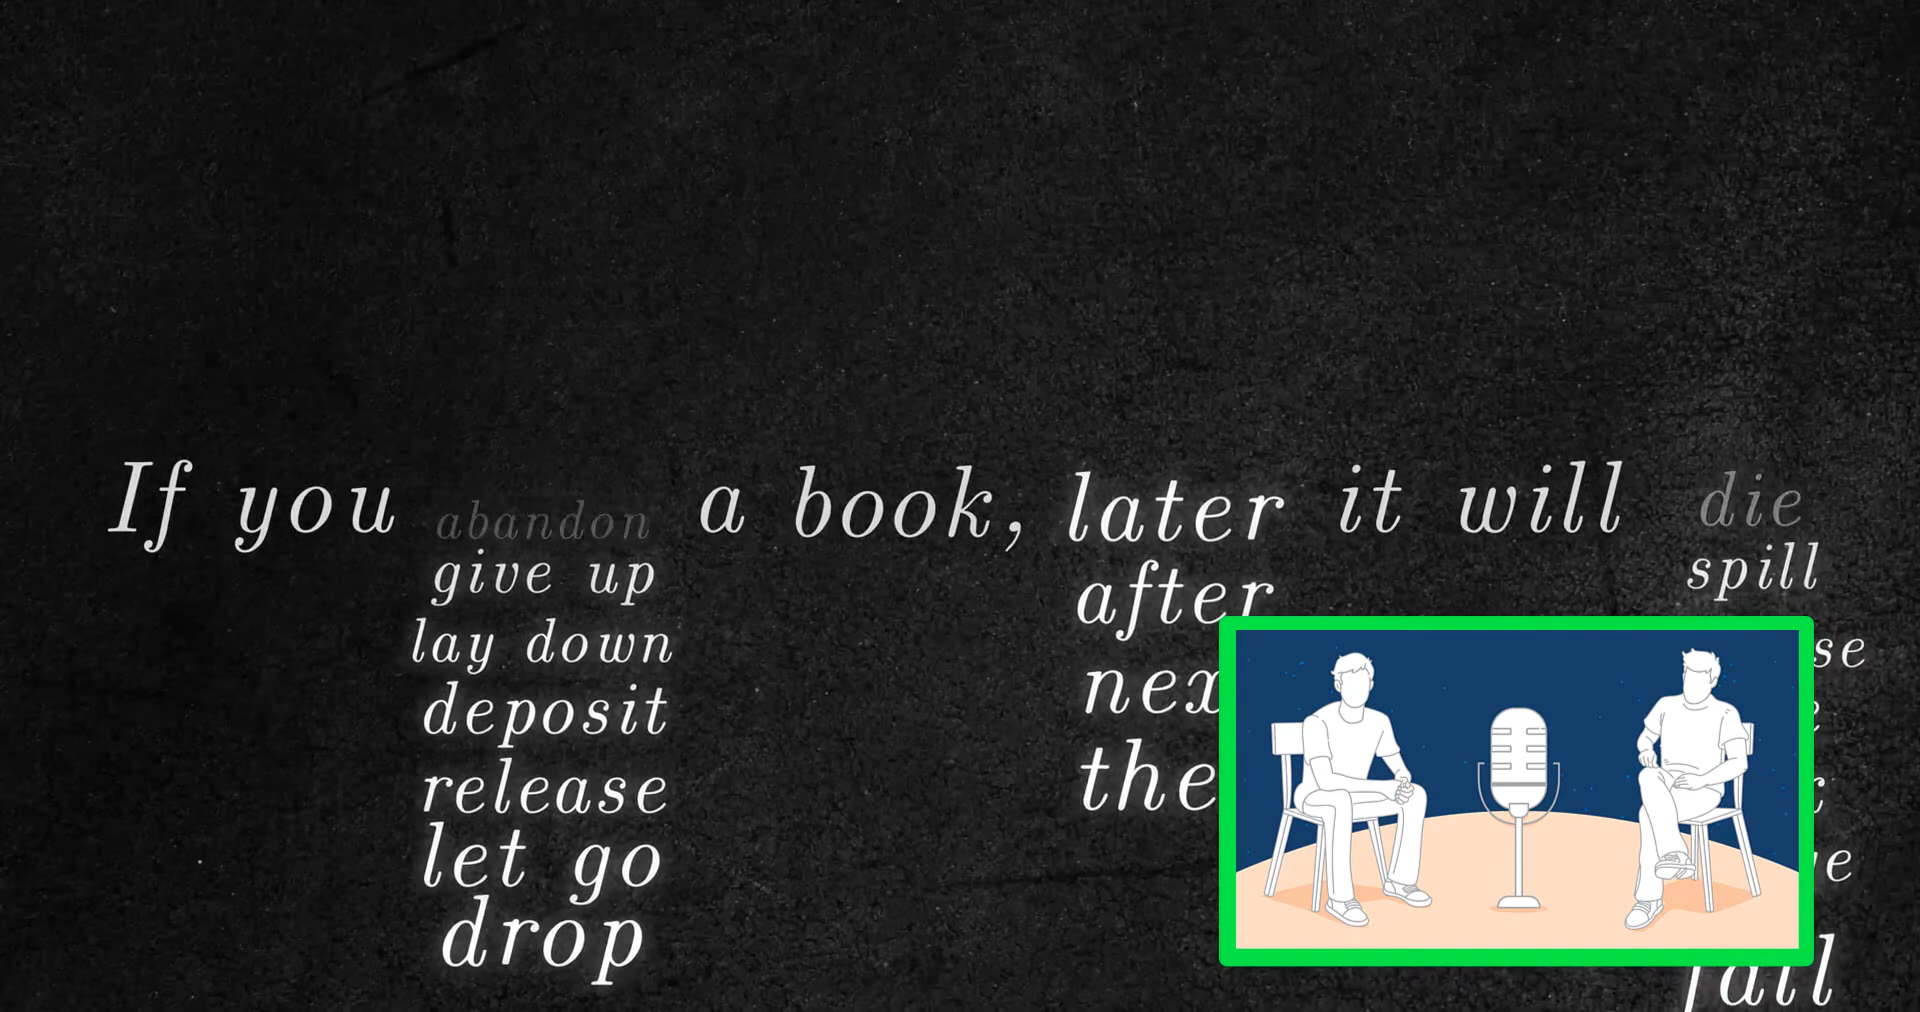 If you abandon a book, later it will die
give up
lay down
deposit
release
let go
drop
after
spill
fall